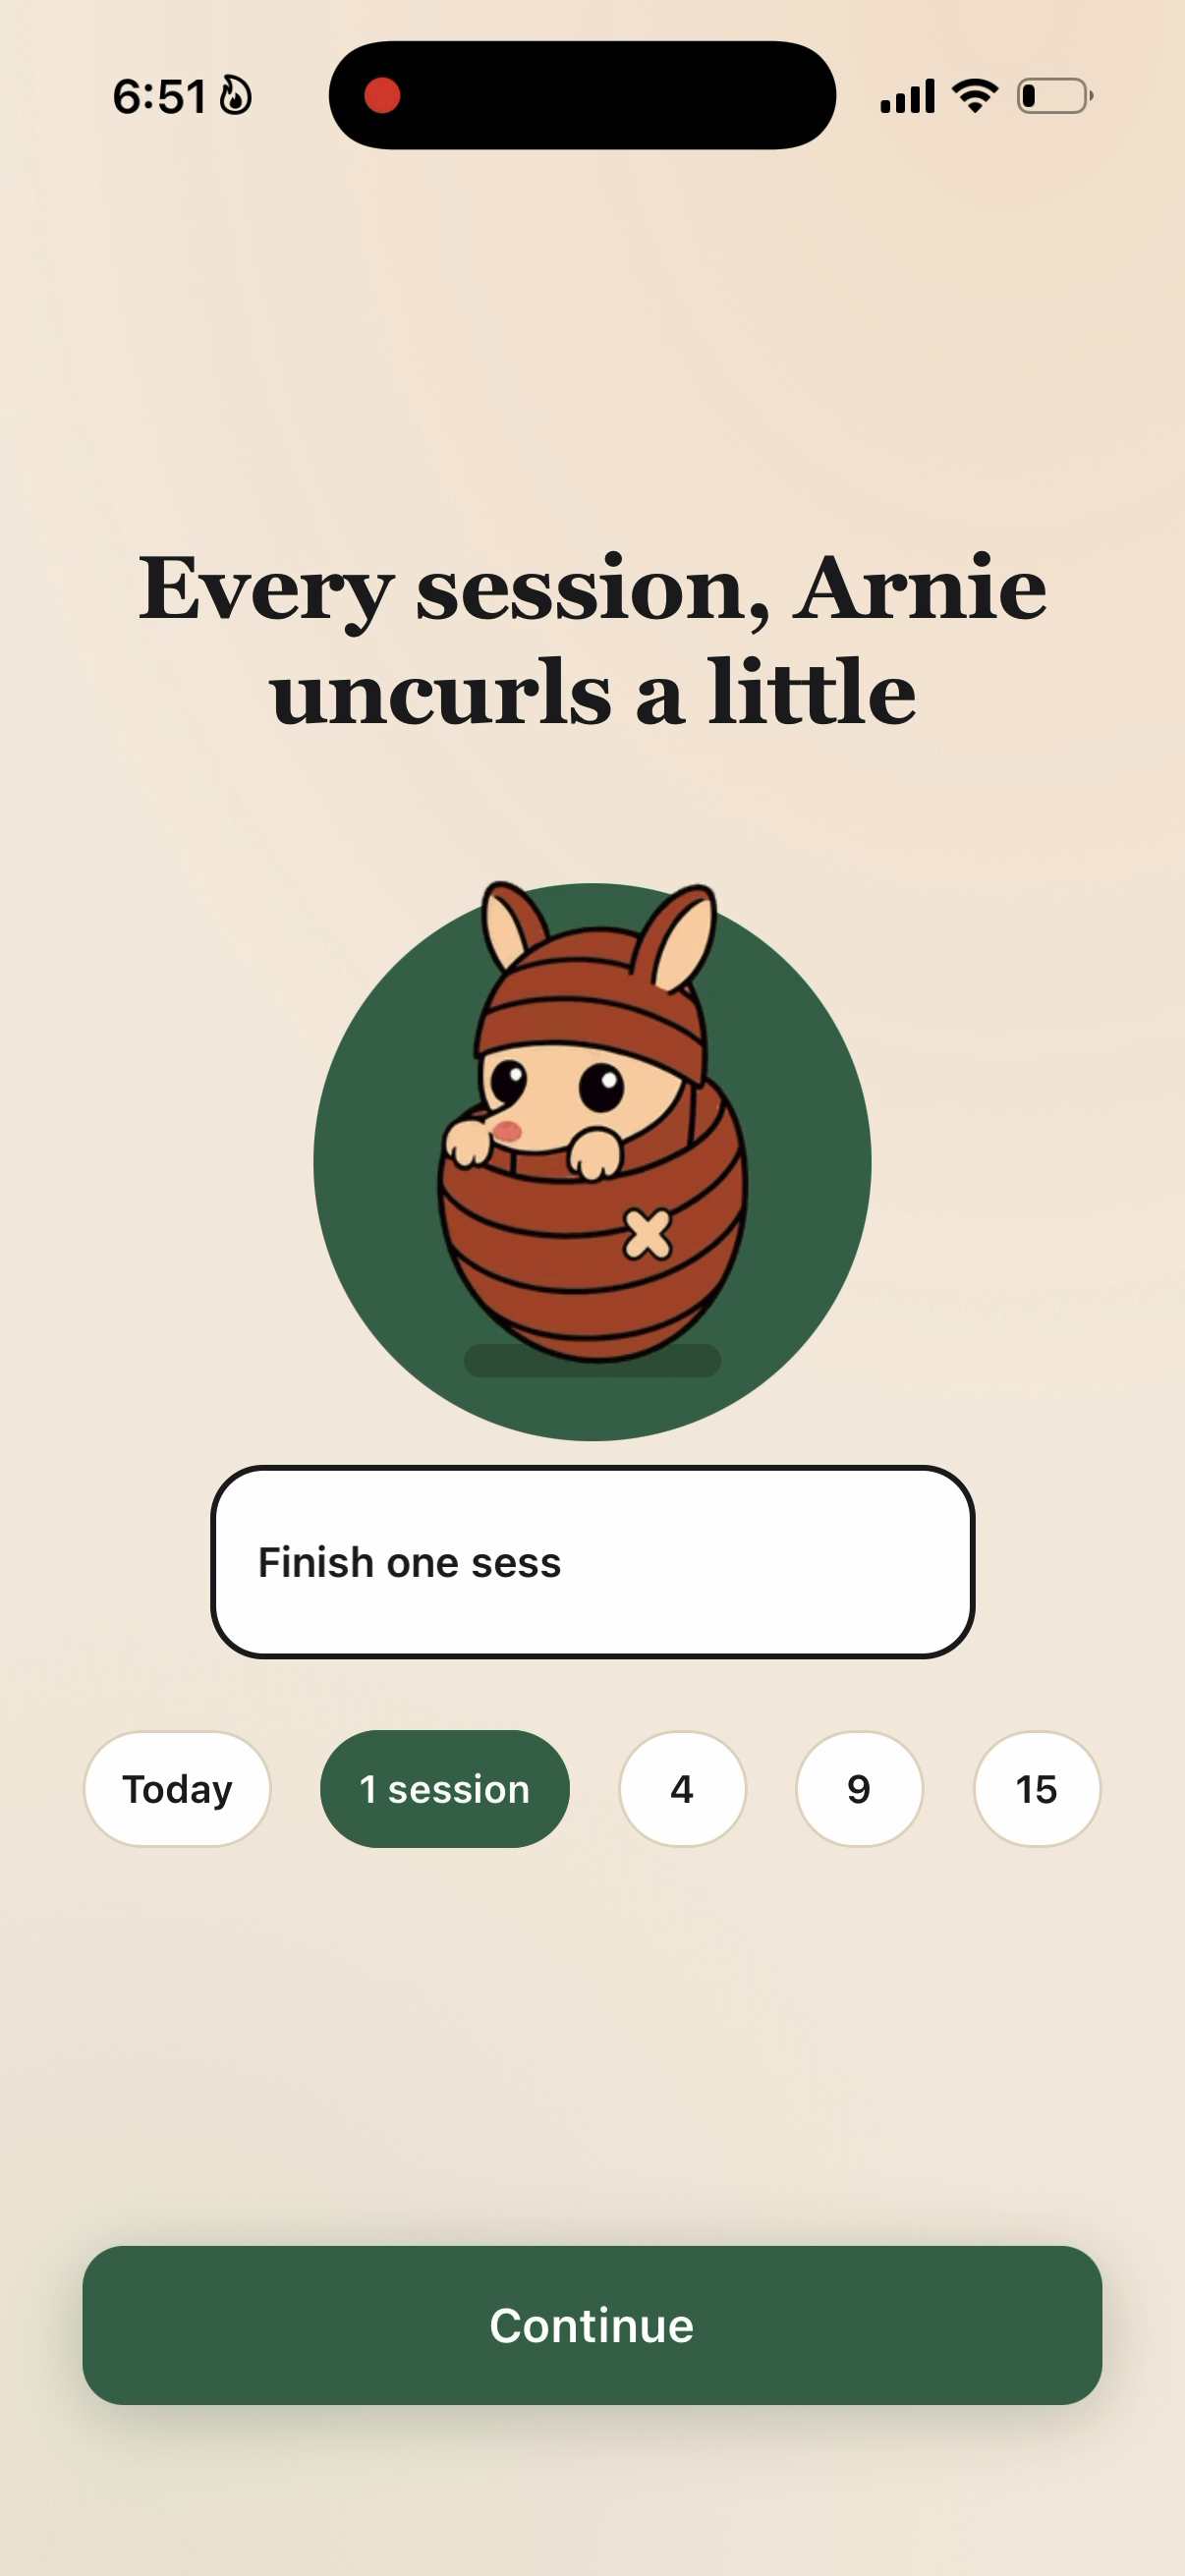 6:51
Every session, Arnie
uncurls a little
Finish one sess
Today
1 session
4
9
15
Continue